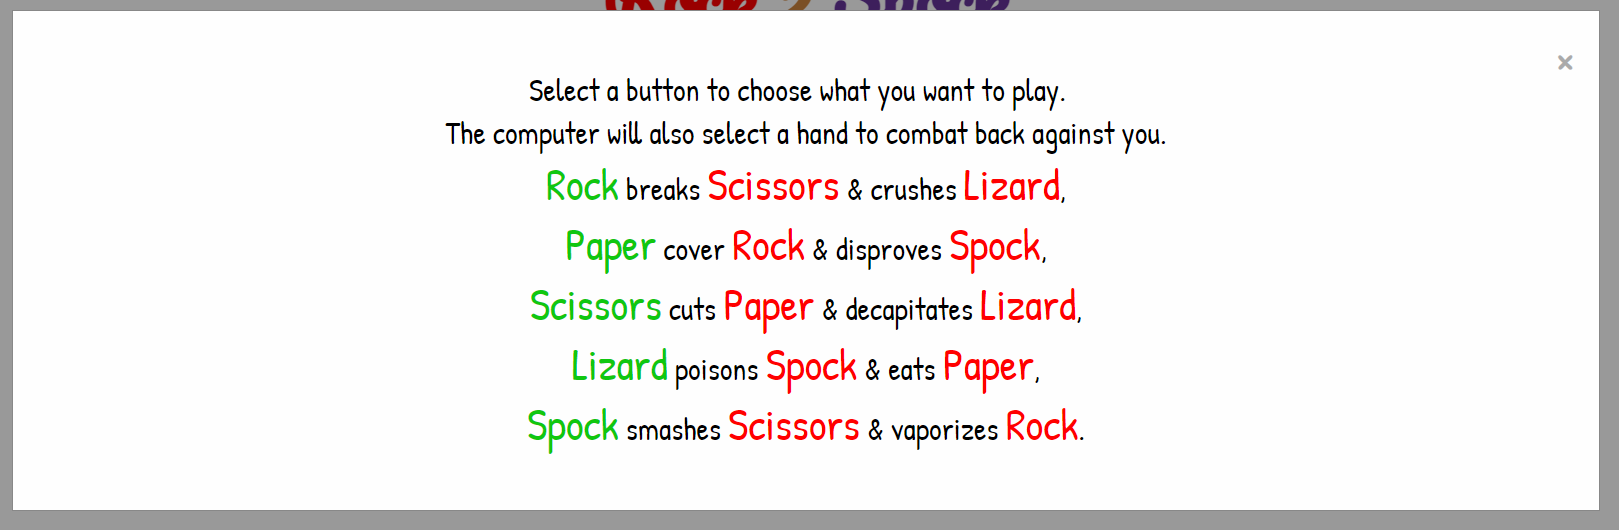 Select a button to choose what you want to play.
The computer will also select a hand to combat back against you.
Rock breaks Scissors & crushes Lizard,
Paper cover Rock & disproves Spock,
Scissors cuts Paper & decapitates Lizard,
Lizard poisons Spock & eats Paper,
Spock smashes Scissors & vaporizes Rock.